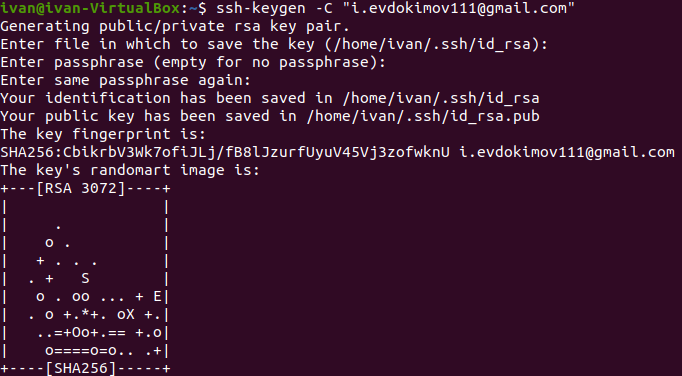 ivan@ivan-VirtualBox:~$ ssh-keygen -C "i.evdokimov111@gmail.com"
Generating public/private rsa key pair.
Enter file in which to save the key (/home/ivan/.ssh/id_rsa):
Enter passphrase (empty for no passphrase):
Enter same passphrase again:
Your identification has been saved in /home/ivan/.ssh/id_rsa
Your public key has been saved in /home/ivan/.ssh/id_rsa.pub
The key fingerprint is:
SHA256:CbikrbV3Wk7ofiJLj/fB8lJzurfUyuV45Vj3zofwknU i.evdokimov111@gmail.com
The key's randomart image is:
+---[RSA 3072]----+
|                 |
|     .           |
|    o .          |
|   + . . .       |
|  . +   S        |
|   o . oo ... + E|
|  . o +.*+. oX +.|
|   ..=+Oo+.== +.o|
|    o====o=o.. .+|
+----[SHA256]-----+